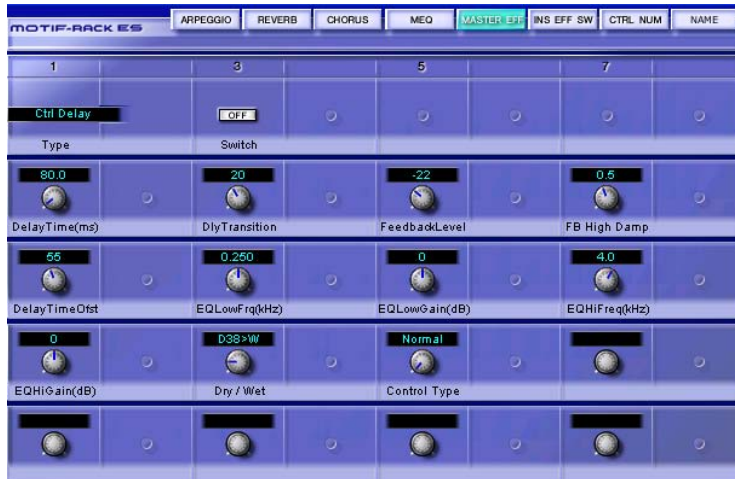 MOTIF-RACK ES
ARPEGGIO REVERB CHORUS MEQ MASTER EFF INS EFF SW CTRL NUM NAME
1 3 5 7
Ctrl Delay OFF
Type Switch
80.0 20 -22 0.5
DelayTime(ms) DlyTransition FeedbackLevel FB High Damp
55 0.250 0 4.0
DelayTimeOfst EQLowFrq(kHz) EQLowGain(dB) EQHiFreq(kHz)
0 D38>W Normal
EQHiGain(dB) Dry / Wet Control Type